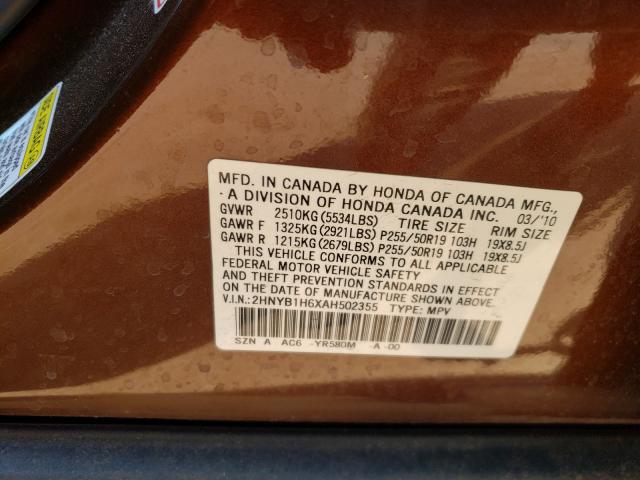 MFD. IN CANADA BY HONDA OF CANADA MFG.,
A DIVISION OF HONDA CANADA INC. 03/'10
GVWR 2510KG (5534LBS) TIRE SIZE RIM SIZE
GAWR F 1325KG (2921LBS) P255/50R19 103H 19X8.5J
GAWR R 1215KG (2679LBS) P255/50R19 103H 19X8.5J
THIS VEHICLE CONFORMS TO ALL APPLICABLE
FEDERAL MOTOR VEHICLE SAFETY
AND THEFT PREVENTION STANDARDS IN EFFECT
ON THE DATE OF MANUFACTURE SHOWN ABOVE.
V.I.N.:2HNYB1H6XAH502355 TYPE: MPV
SZN A AC6 -YR580M -A-00